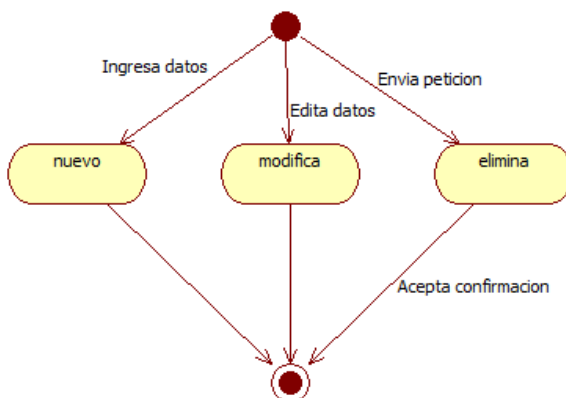 Ingresa datos
Envia peticion
Edita datos
nuevo
modifica
elimina
Acepta confirmacion